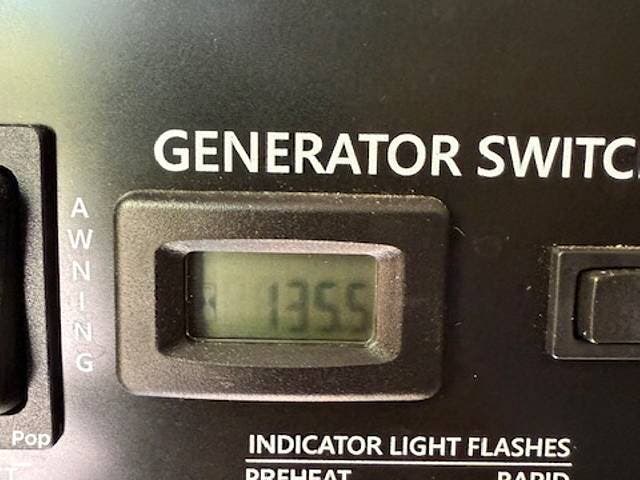 GENERATOR SWITC
AWNING
1355
Pop
INDICATOR LIGHT FLASHES
PREHEAT RAPID